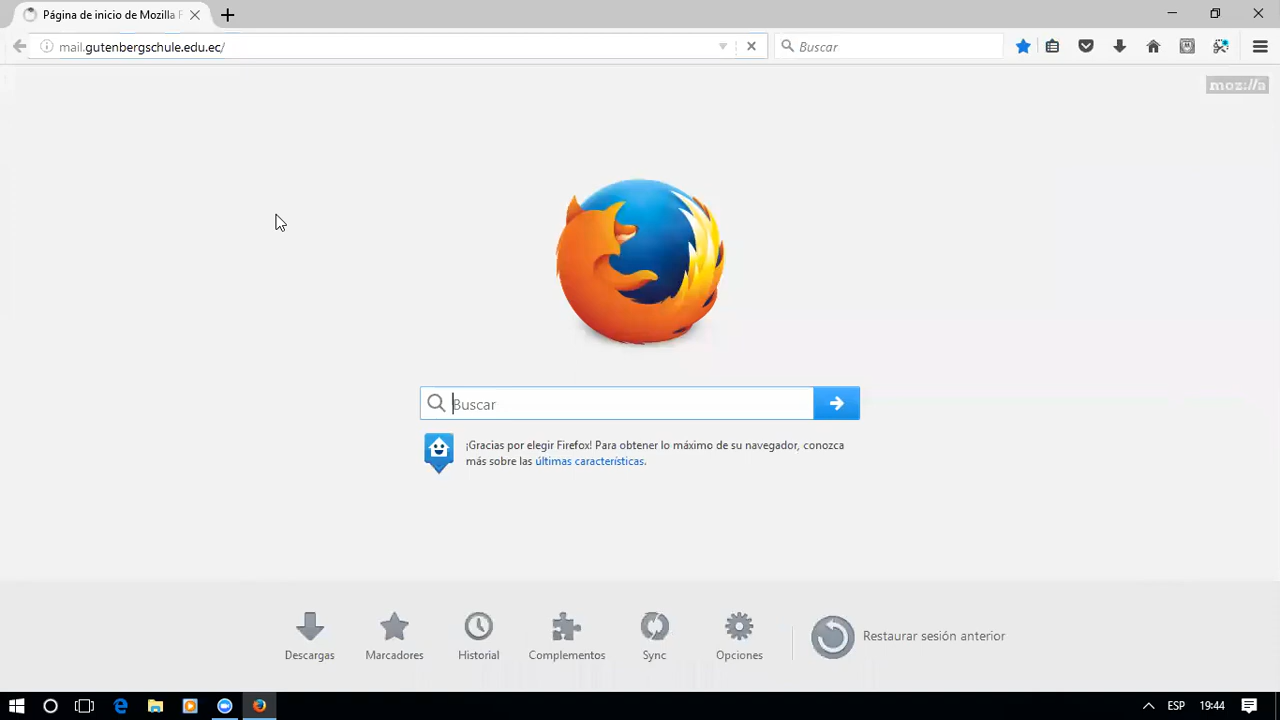 Página de inicio de Mozilla F
mail.gutenbergschule.edu.ec/
Buscar
moz://a
Buscar
¡Gracias por elegir Firefox! Para obtener lo máximo de su navegador, conozca
más sobre las últimas características.
Descargas
Marcadores
Historial
Complementos
Sync
Opciones
Restaurar sesión anterior
ESP
19:44